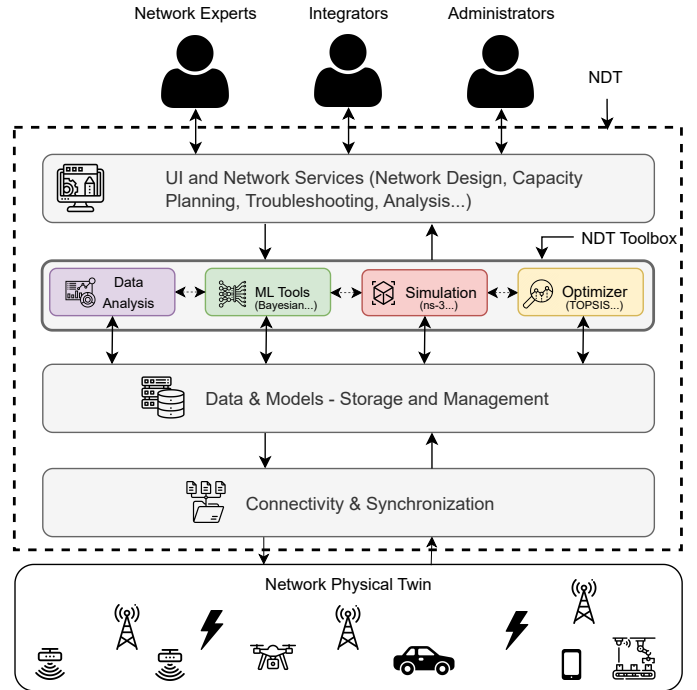 Network Experts
Integrators
Administrators
NDT
UI and Network Services (Network Design, Capacity
Planning, Troubleshooting, Analysis...)
NDT Toolbox
Data
Analysis
ML Tools
(Bayesian...)
Simulation
(ns-3...)
Optimizer
(TOPSIS...)
Data & Models - Storage and Management
Connectivity & Synchronization
Network Physical Twin